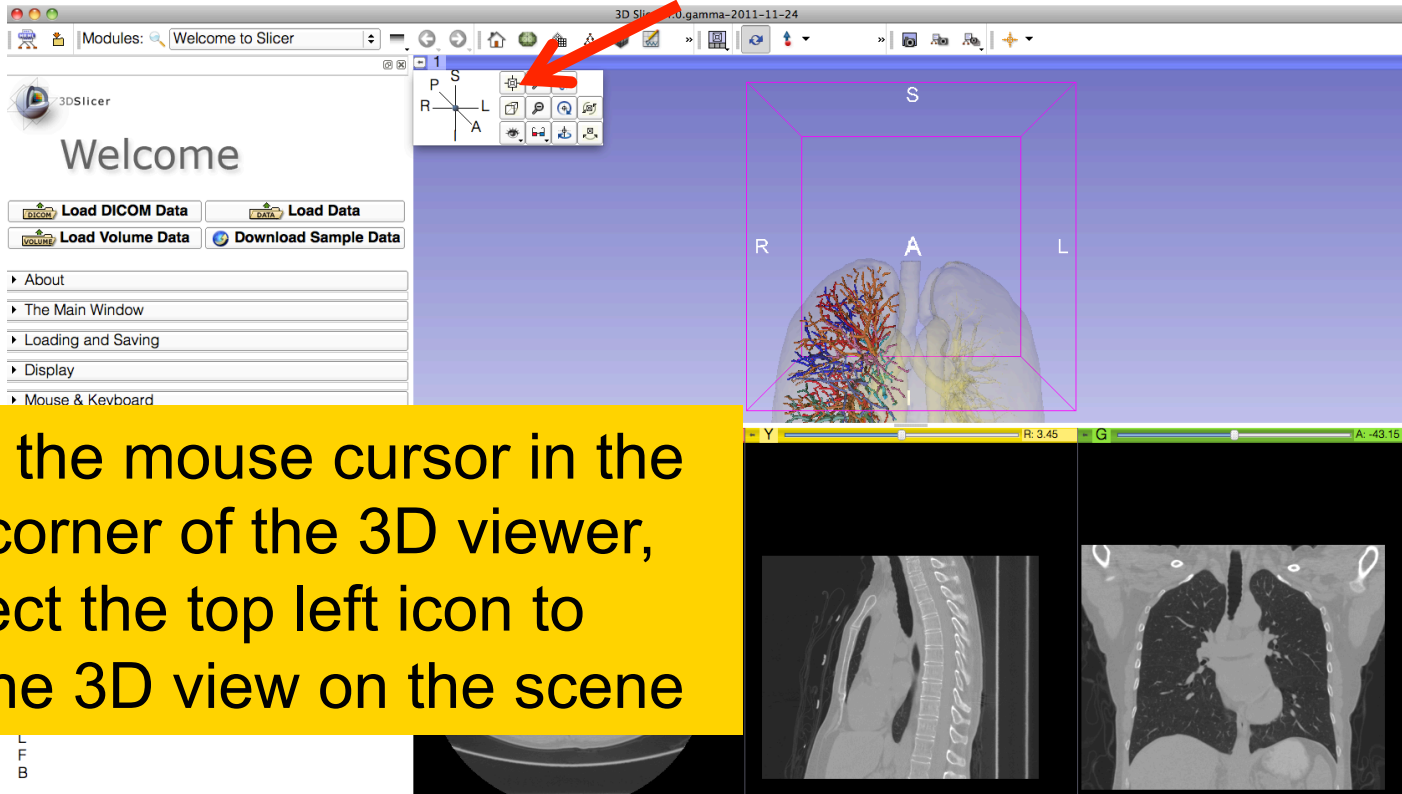 3D Slicer 4.0.gamma-2011-11-24
Modules: Welcome to Slicer
1
S
P
R
L
A
I
3DSlicer
Welcome
DICOM Load DICOM Data
DATA Load Data
VOLUME Load Volume Data
Download Sample Data
About
The Main Window
Loading and Saving
Display
Mouse & Keyboard
S
R
A
L
I
the mouse cursor in the
corner of the 3D viewer,
ect the top left icon to
he 3D view on the scene
Y
R: 3.45
G
A: -43.15
L
F
B